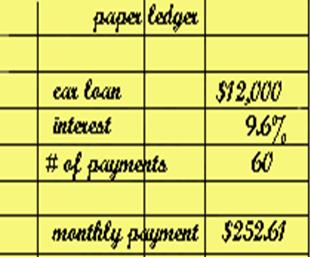 paper ledger
car loan $12,000
interest 9.6%
# of payments 60
monthly payment $252.61